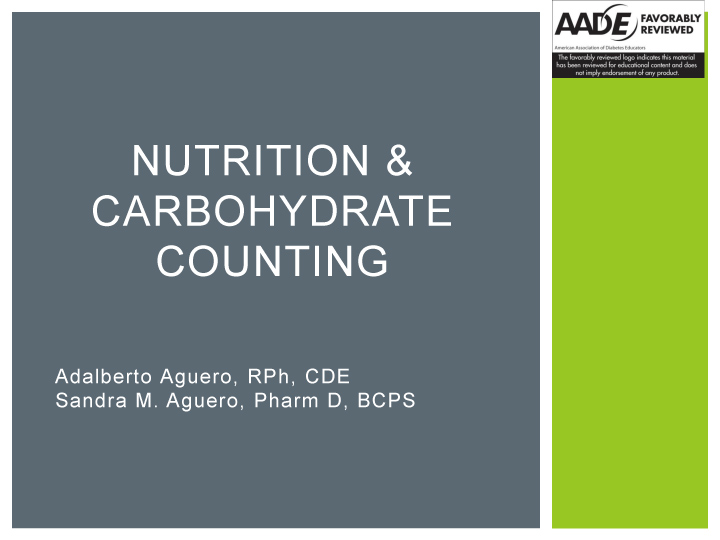 AADE FAVORABLY
REVIEWED
American Association of Diabetes Educators
The favorably reviewed logo indicates this material
has been reviewed for educational content and does
not imply endorsement of any product.
NUTRITION &
CARBOHYDRATE
COUNTING
Adalberto Aguero, RPh, CDE
Sandra M. Aguero, Pharm D, BCPS